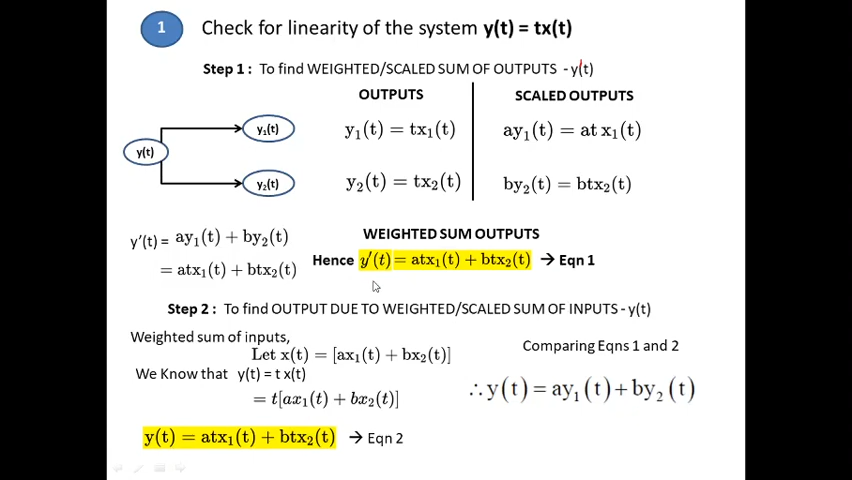 1 Check for linearity of the system y(t) = tx(t)
Step 1 : To find WEIGHTED/SCALED SUM OF OUTPUTS - y(t)
OUTPUTS SCALED OUTPUTS
y₁(t) y₁(t) = tx₁(t) ay₁(t) = at x₁(t)
y(t)
y₂(t) y₂(t) = tx₂(t) by₂(t) = btx₂(t)
WEIGHTED SUM OUTPUTS
y'(t) = ay₁(t) + by₂(t)
= atx₁(t) + btx₂(t)
Hence y′(t) = atx₁(t) + btx₂(t) → Eqn 1
Step 2 : To find OUTPUT DUE TO WEIGHTED/SCALED SUM OF INPUTS - y(t)
Weighted sum of inputs,
Let x(t) = [ax₁(t) + bx₂(t)]
We Know that y(t) = t x(t)
= t[ax₁(t) + bx₂(t)]
y(t) = atx₁(t) + btx₂(t) → Eqn 2
Comparing Eqns 1 and 2
∴ y(t) = ay₁(t) + by₂(t)